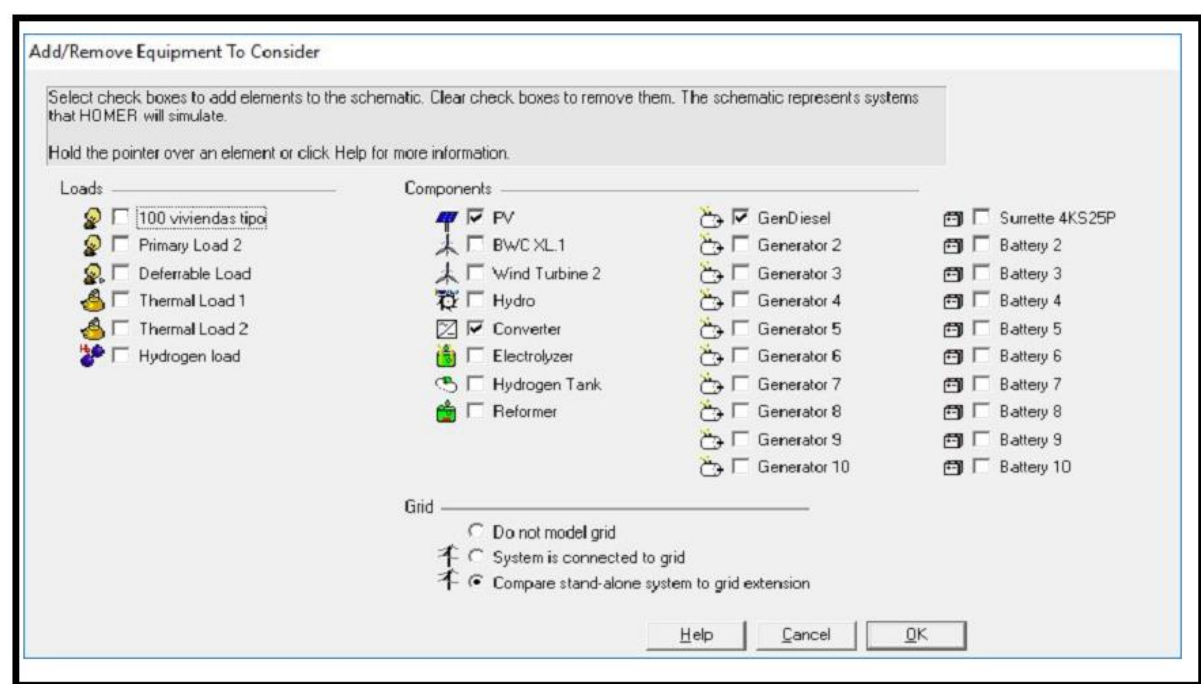 Add/Remove Equipment To Consider
Select check boxes to add elements to the schematic. Clear check boxes to remove them. The schematic represents systems
that HOMER will simulate.
Hold the pointer over an element or click Help for more information.
Loads
100 viviendas tipo
Primary Load 2
Deferrable Load
Thermal Load 1
Thermal Load 2
Hydrogen load
Components
PV
BWC XL.1
Wind Turbine 2
Hydro
Converter
Electrolyzer
Hydrogen Tank
Reformer
GenDiesel
Generator 2
Generator 3
Generator 4
Generator 5
Generator 6
Generator 7
Generator 8
Generator 9
Generator 10
Surrette 4KS25P
Battery 2
Battery 3
Battery 4
Battery 5
Battery 6
Battery 7
Battery 8
Battery 9
Battery 10
Grid
Do not model grid
System is connected to grid
Compare stand-alone system to grid extension
Help
Cancel
OK